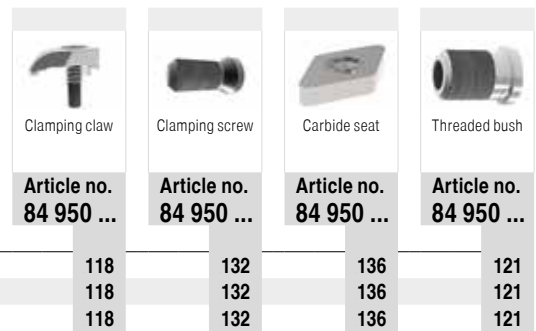 Clamping claw Clamping screw Carbide seat Threaded bush
Article no. Article no. Article no. Article no.
84 950 ... 84 950 ... 84 950 ... 84 950 ...
118 132 136 121
118 132 136 121
118 132 136 121